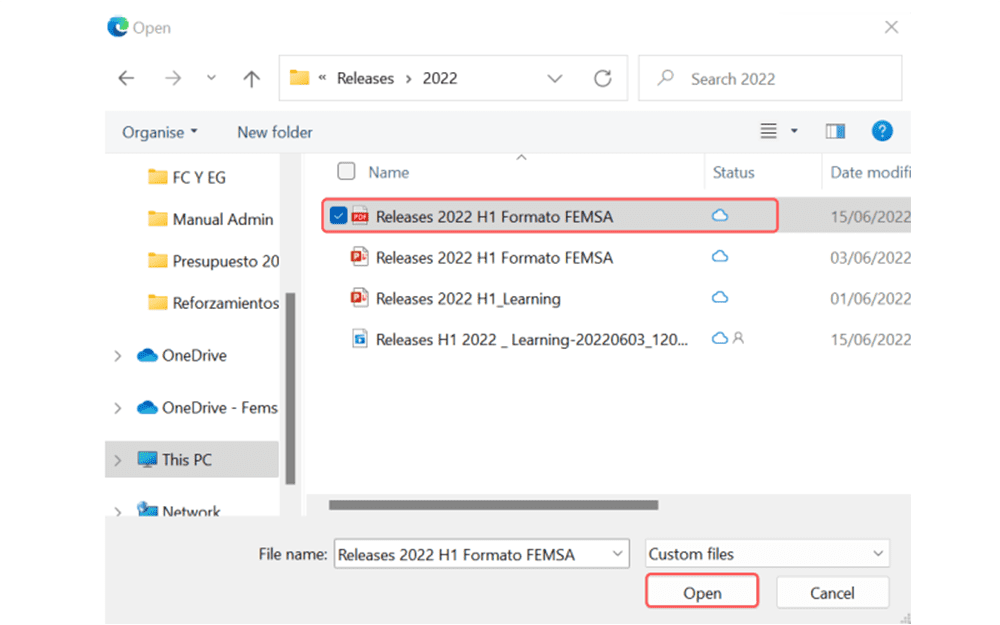 Open
« Releases › 2022
Search 2022
Organise
New folder
Name
Status
Date modifi
FC Y EG
Manual Admin
Presupuesto 20
Reforzamientos
OneDrive
OneDrive - Fems
This PC
Network
PDF Releases 2022 H1 Formato FEMSA 15/06/2022
Releases 2022 H1 Formato FEMSA 03/06/2022
Releases 2022 H1_Learning 01/06/2022
Releases H1 2022 _ Learning-20220603_120... 15/06/2022
File name: Releases 2022 H1 Formato FEMSA
Custom files
Open
Cancel